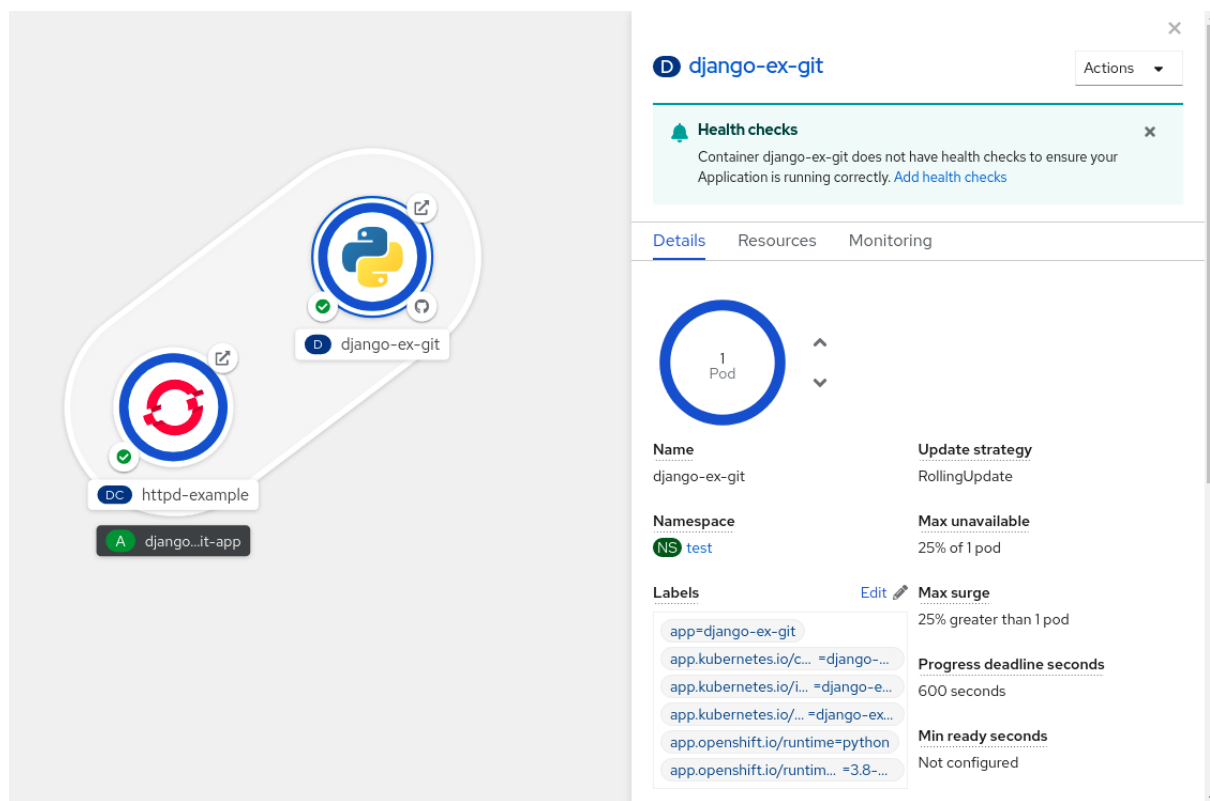 D django-ex-git
DC httpd-example
A django...it-app
D django-ex-git
Actions
Health checks
Container django-ex-git does not have health checks to ensure your
Application is running correctly. Add health checks
Details Resources Monitoring
1
Pod
Name
django-ex-git
Namespace
NS test
Labels Edit
app=django-ex-git
app.kubernetes.io/c... =django-...
app.kubernetes.io/i... =django-e...
app.kubernetes.io/... =django-ex...
app.openshift.io/runtime=python
app.openshift.io/runtim... =3.8-...
Update strategy
RollingUpdate
Max unavailable
25% of 1 pod
Max surge
25% greater than 1 pod
Progress deadline seconds
600 seconds
Min ready seconds
Not configured